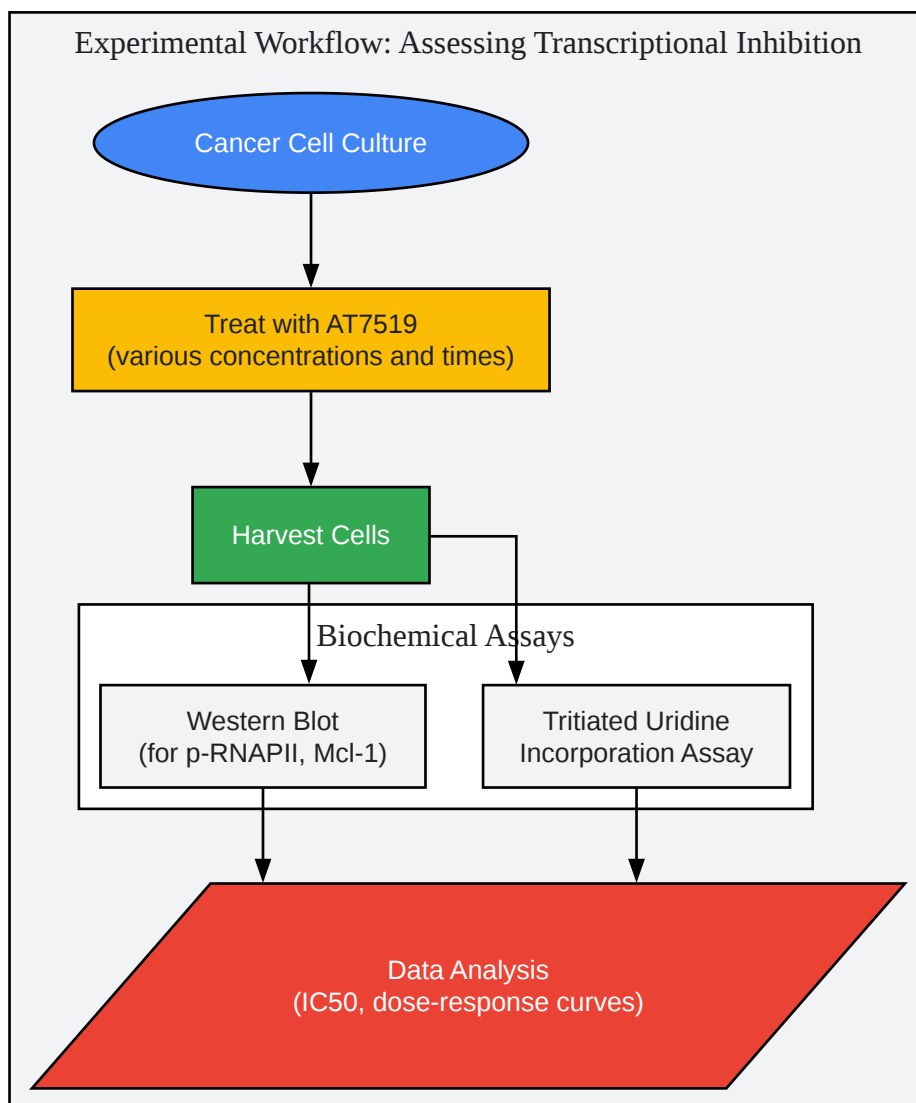 Experimental Workflow: Assessing Transcriptional Inhibition
Cancer Cell Culture
Treat with AT7519
(various concentrations and times)
Harvest Cells
Biochemical Assays
Western Blot
(for p-RNAPII, Mcl-1)
Tritiated Uridine
Incorporation Assay
Data Analysis
(IC50, dose-response curves)